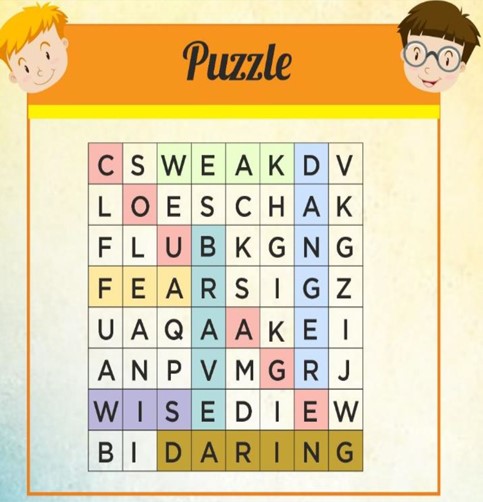 Puzzle
C S W E A K D V
L O E S C H A K
F L U B K G N G
F E A R S I G Z
U A Q A A K E I
A N P V M G R J
W I S E D I E W
B I D A R I N G